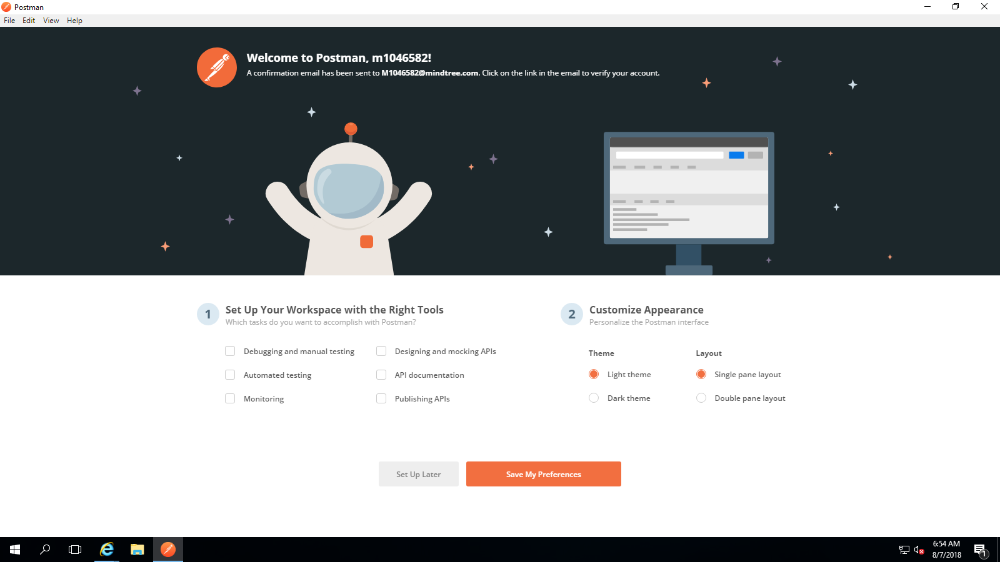 Postman
File Edit View Help
Welcome to Postman, m1046582!
A confirmation email has been sent to M1046582@mindtree.com. Click on the link in the email to verify your account.
1 Set Up Your Workspace with the Right Tools
Which tasks do you want to accomplish with Postman?
Debugging and manual testing
Designing and mocking APIs
Automated testing
API documentation
Monitoring
Publishing APIs
2 Customize Appearance
Personalize the Postman interface
Theme
Layout
Light theme
Single pane layout
Dark theme
Double pane layout
Set Up Later
Save My Preferences
6:54 AM
8/7/2018
1